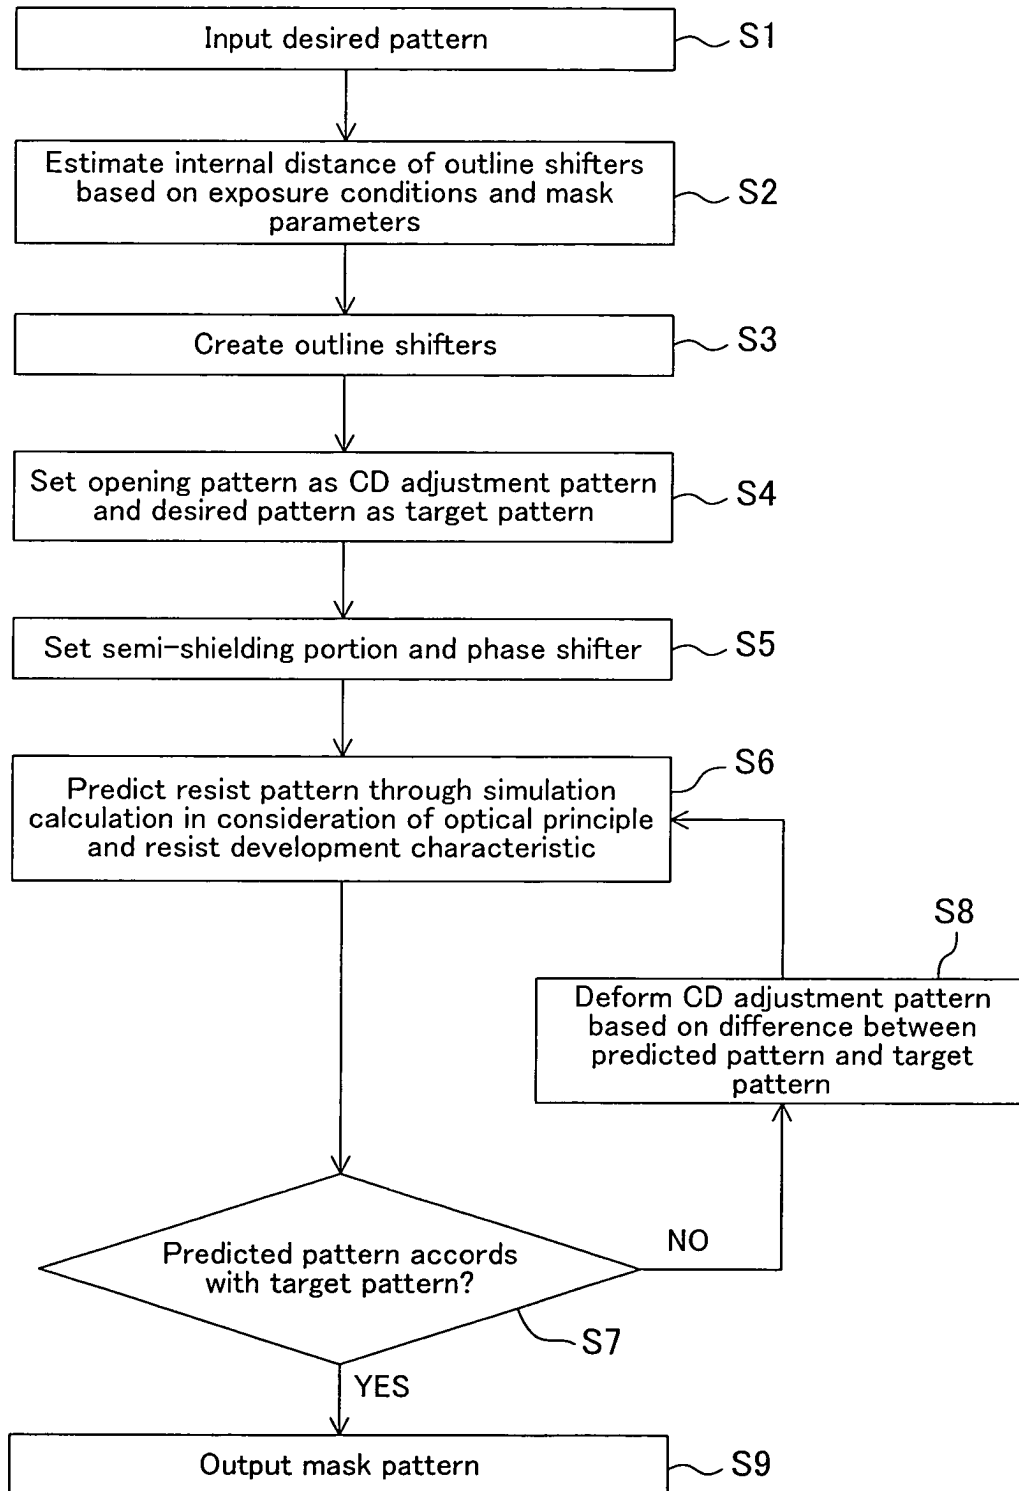 Input desired pattern
S1
Estimate internal distance of outline shifters
based on exposure conditions and mask
parameters
S2
Create outline shifters
S3
Set opening pattern as CD adjustment pattern
and desired pattern as target pattern
S4
Set semi-shielding portion and phase shifter
S5
Predict resist pattern through simulation
calculation in consideration of optical principle
and resist development characteristic
S6
S8
Deform CD adjustment pattern
based on difference between
predicted pattern and target
pattern
Predicted pattern accords
with target pattern?
NO
S7
YES
Output mask pattern
S9